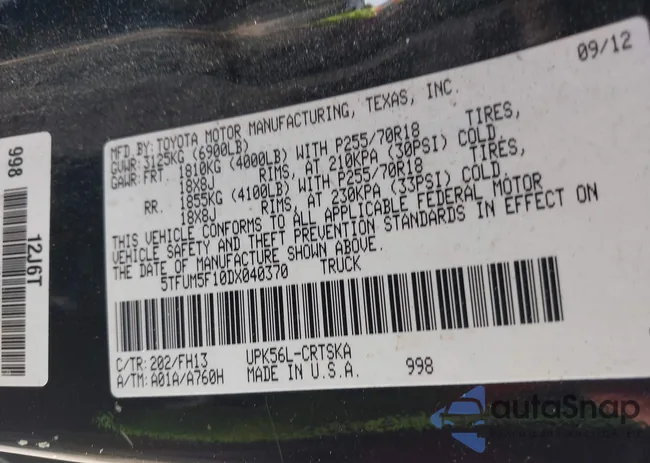 09/12
MFD.BY:TOYOTA MOTOR MANUFACTURING, TEXAS, INC.
GVWR:3125KG (6900LB)
GAWR:FRT 1810KG (4000LB) WITH P255/70R18 TIRES,
18X8J RIMS, AT 210KPA (30PSI) COLD.
RR. 1855KG (4100LB) WITH P255/70R18 TIRES,
18X8J RIMS, AT 230KPA (33PSI) COLD.
THIS VEHICLE CONFORMS TO ALL APPLICABLE FEDERAL MOTOR
VEHICLE SAFETY AND THEFT PREVENTION STANDARDS IN EFFECT ON
THE DATE OF MANUFACTURE SHOWN ABOVE.
5TFUM5F10DX040370 TRUCK
C/TR:202/FH13 UPK56L-CRTSKA
A/TM:A01A/A760H MADE IN U.S.A. 998
998 12J6T
autoSnap